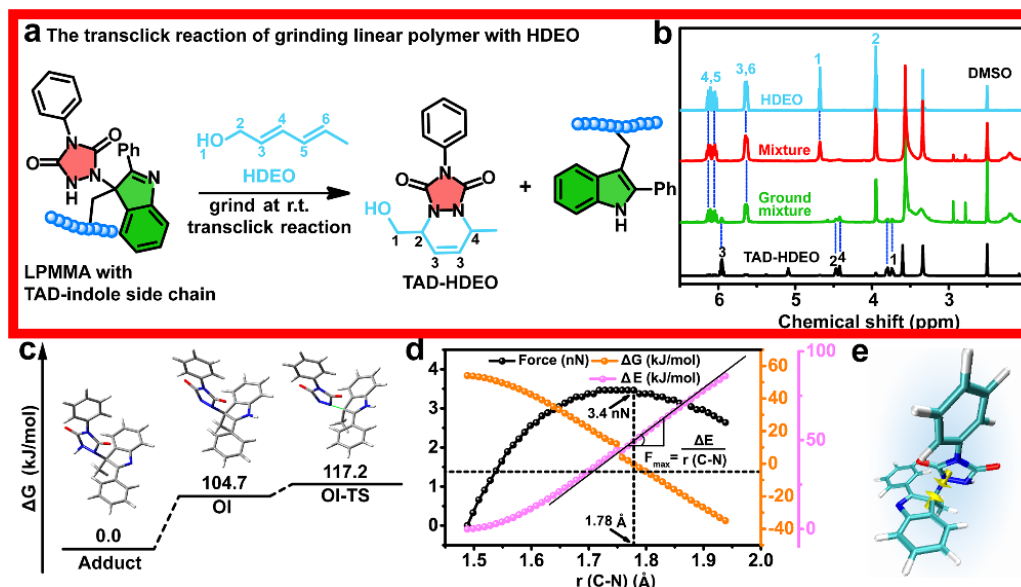 a The transclick reaction of grinding linear polymer with HDEO
Ph
N
O
O
N
N
NH
N
LPMMA with
TAD-indole side chain
HO
1
2
3
4
5
6
HDEO
grind at r.t.
transclick reaction
N
O
O
N
N
HO
1
2
3
3
4
TAD-HDEO
+
Ph
N
H
b
4,5
3,6
1
2
DMSO
HDEO
Mixture
Ground
mixture
3
TAD-HDEO
2
4
1
6 5 4 3
Chemical shift (ppm)
c
ΔG (kJ/mol)
0.0
Adduct
104.7
OI
117.2
OI-TS
d
Force (nN)
ΔG (kJ/mol)
ΔE (kJ/mol)
3.4 nN
Fmax = ΔE
r (C-N)
1.78 Å
4
3
2
1
0
60
40
20
0
-20
-40
100
50
0
1.5 1.6 1.7 1.8 1.9 2.0
r (C-N) (Å)
e